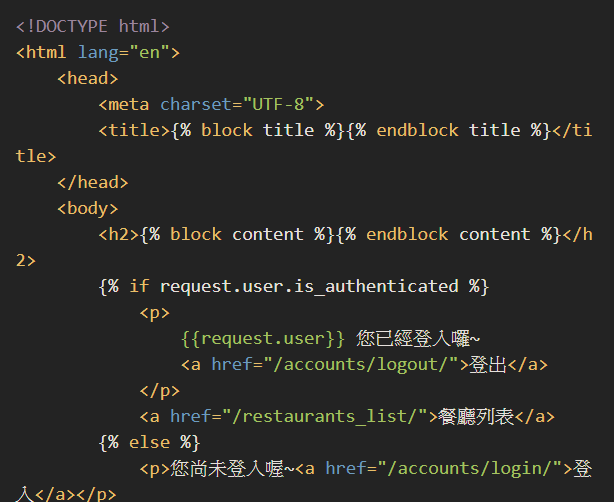 <!DOCTYPE html>
<html lang="en">
    <head>
        <meta charset="UTF-8">
        <title>{% block title %}{% endblock title %}</ti
tle>
    </head>
    <body>
        <h2>{% block content %}{% endblock content %}</h
2>
        {% if request.user.is_authenticated %}
            <p>
                {{request.user}} 您已經登入囉~
                <a href="/accounts/logout/">登出</a>
            </p>
            <a href="/restaurants_list/">餐廳列表</a>
        {% else %}
            <p>您尚未登入喔~<a href="/accounts/login/">登
入</a></p>